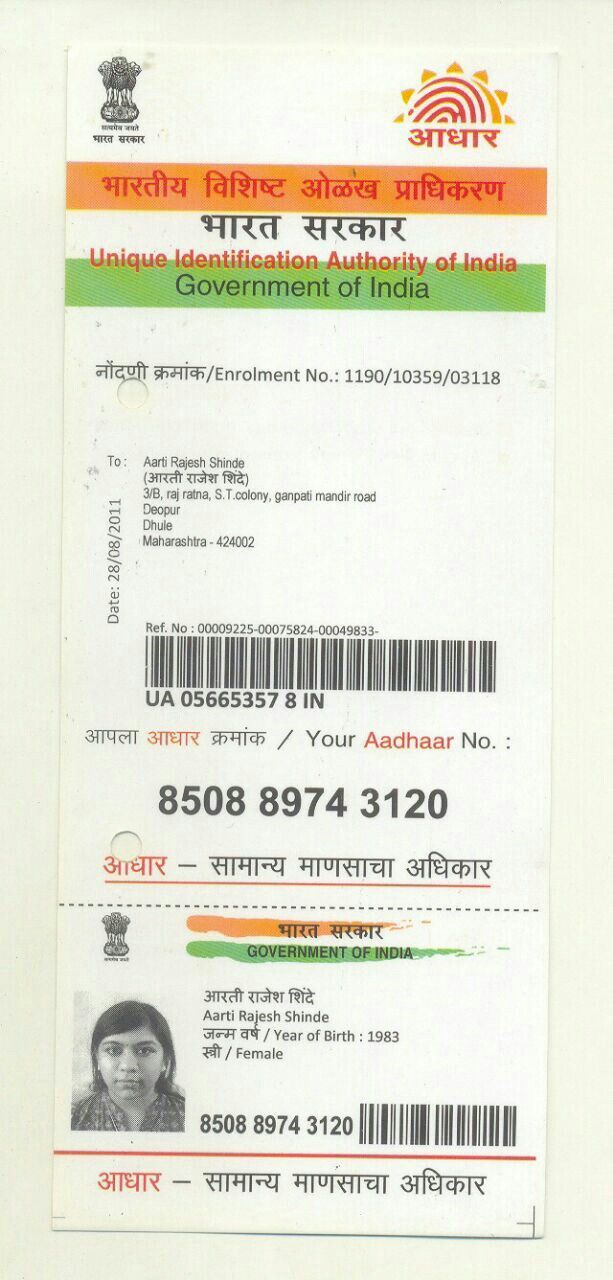 सत्यमेव जयते
भारत सरकार
आधार
भारतीय विशिष्ट ओळख प्राधिकरण
भारत सरकार
Unique Identification Authority of India
Government of India
नोंदणी क्रमांक/Enrolment No.: 1190/10359/03118
To :
Aarti Rajesh Shinde
(आरती राजेश शिंदे)
3/B, raj ratna, S.T.colony, ganpati mandir road
Deopur
Dhule
Maharashtra - 424002
Date: 28/08/2011
Ref. No : 00009225-00075824-00049833-
UA 05665357 8 IN
आपला आधार क्रमांक / Your Aadhaar No. :
8508 8974 3120
आधार – सामान्य माणसाचा अधिकार
भारत सरकार
GOVERNMENT OF INDIA
आरती राजेश शिंदे
Aarti Rajesh Shinde
जन्म वर्ष / Year of Birth : 1983
स्त्री / Female
8508 8974 3120
आधार – सामान्य माणसाचा अधिकार